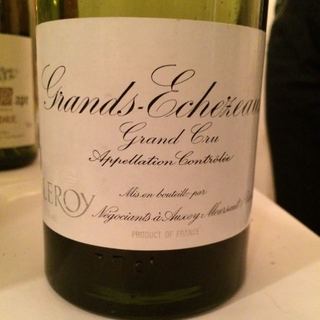 Grands-Echezeau
Grand Cru
Appellation Contrôlée
Mis en bouteille par
LEROY
Négociants à Auxey-Meursault
PRODUCT OF FRANCE